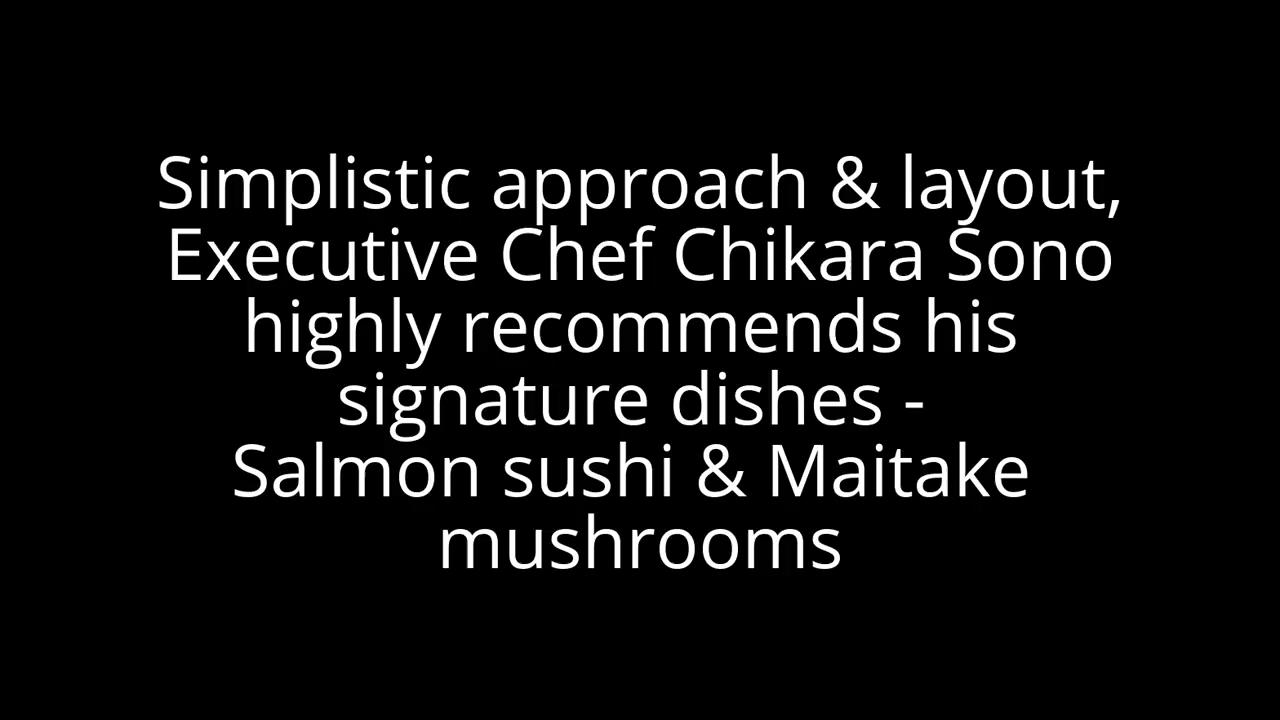 Simplistic approach & layout,
Executive Chef Chikara Sono
highly recommends his
signature dishes -
Salmon sushi & Maitake
mushrooms